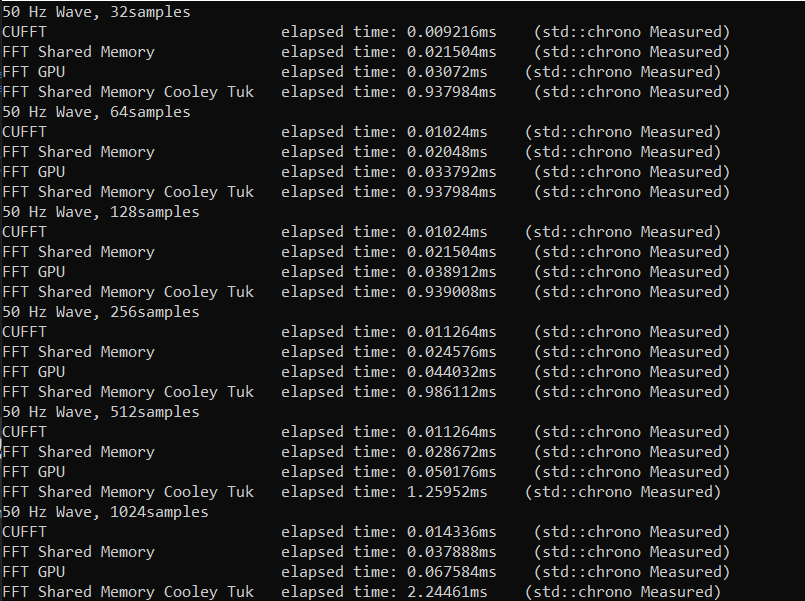 50 Hz Wave, 32samples
CUFFT elapsed time: 0.009216ms (std::chrono Measured)
FFT Shared Memory elapsed time: 0.021504ms (std::chrono Measured)
FFT GPU elapsed time: 0.03072ms (std::chrono Measured)
FFT Shared Memory Cooley Tuk elapsed time: 0.937984ms (std::chrono Measured)
50 Hz Wave, 64samples
CUFFT elapsed time: 0.01024ms (std::chrono Measured)
FFT Shared Memory elapsed time: 0.02048ms (std::chrono Measured)
FFT GPU elapsed time: 0.033792ms (std::chrono Measured)
FFT Shared Memory Cooley Tuk elapsed time: 0.937984ms (std::chrono Measured)
50 Hz Wave, 128samples
CUFFT elapsed time: 0.01024ms (std::chrono Measured)
FFT Shared Memory elapsed time: 0.021504ms (std::chrono Measured)
FFT GPU elapsed time: 0.038912ms (std::chrono Measured)
FFT Shared Memory Cooley Tuk elapsed time: 0.939008ms (std::chrono Measured)
50 Hz Wave, 256samples
CUFFT elapsed time: 0.011264ms (std::chrono Measured)
FFT Shared Memory elapsed time: 0.024576ms (std::chrono Measured)
FFT GPU elapsed time: 0.044032ms (std::chrono Measured)
FFT Shared Memory Cooley Tuk elapsed time: 0.986112ms (std::chrono Measured)
50 Hz Wave, 512samples
CUFFT elapsed time: 0.011264ms (std::chrono Measured)
FFT Shared Memory elapsed time: 0.028672ms (std::chrono Measured)
FFT GPU elapsed time: 0.050176ms (std::chrono Measured)
FFT Shared Memory Cooley Tuk elapsed time: 1.25952ms (std::chrono Measured)
50 Hz Wave, 1024samples
CUFFT elapsed time: 0.014336ms (std::chrono Measured)
FFT Shared Memory elapsed time: 0.037888ms (std::chrono Measured)
FFT GPU elapsed time: 0.067584ms (std::chrono Measured)
FFT Shared Memory Cooley Tuk elapsed time: 2.24461ms (std::chrono Measured)